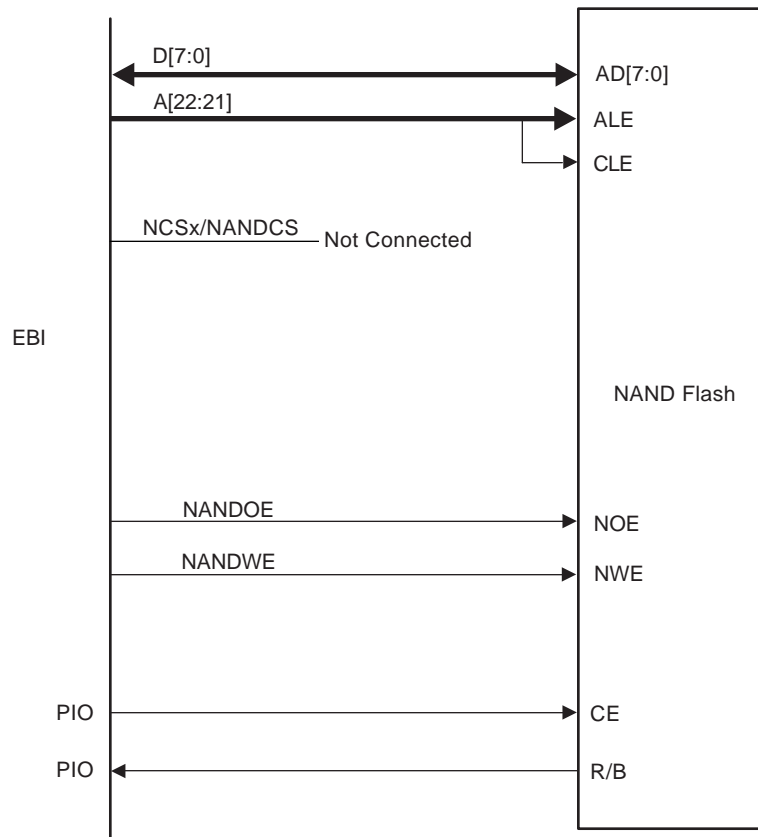 D[7:0]
AD[7:0]
A[22:21]
ALE
CLE
NCSx/NANDCS
Not Connected
EBI
NAND Flash
NANDOE
NOE
NANDWE
NWE
PIO
CE
PIO
R/B